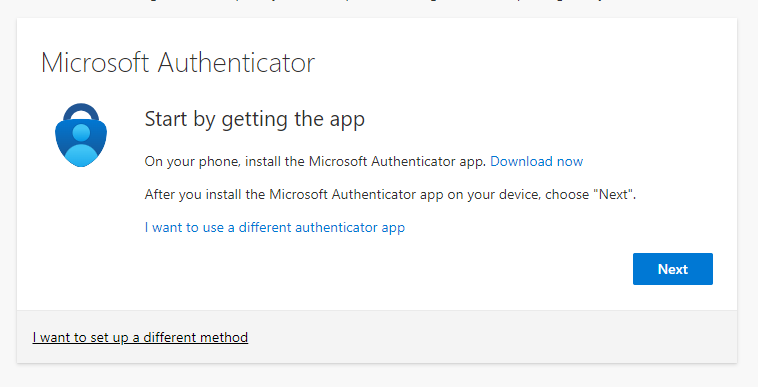 Microsoft Authenticator
Start by getting the app
On your phone, install the Microsoft Authenticator app. Download now
After you install the Microsoft Authenticator app on your device, choose "Next".
I want to use a different authenticator app
Next
I want to set up a different method